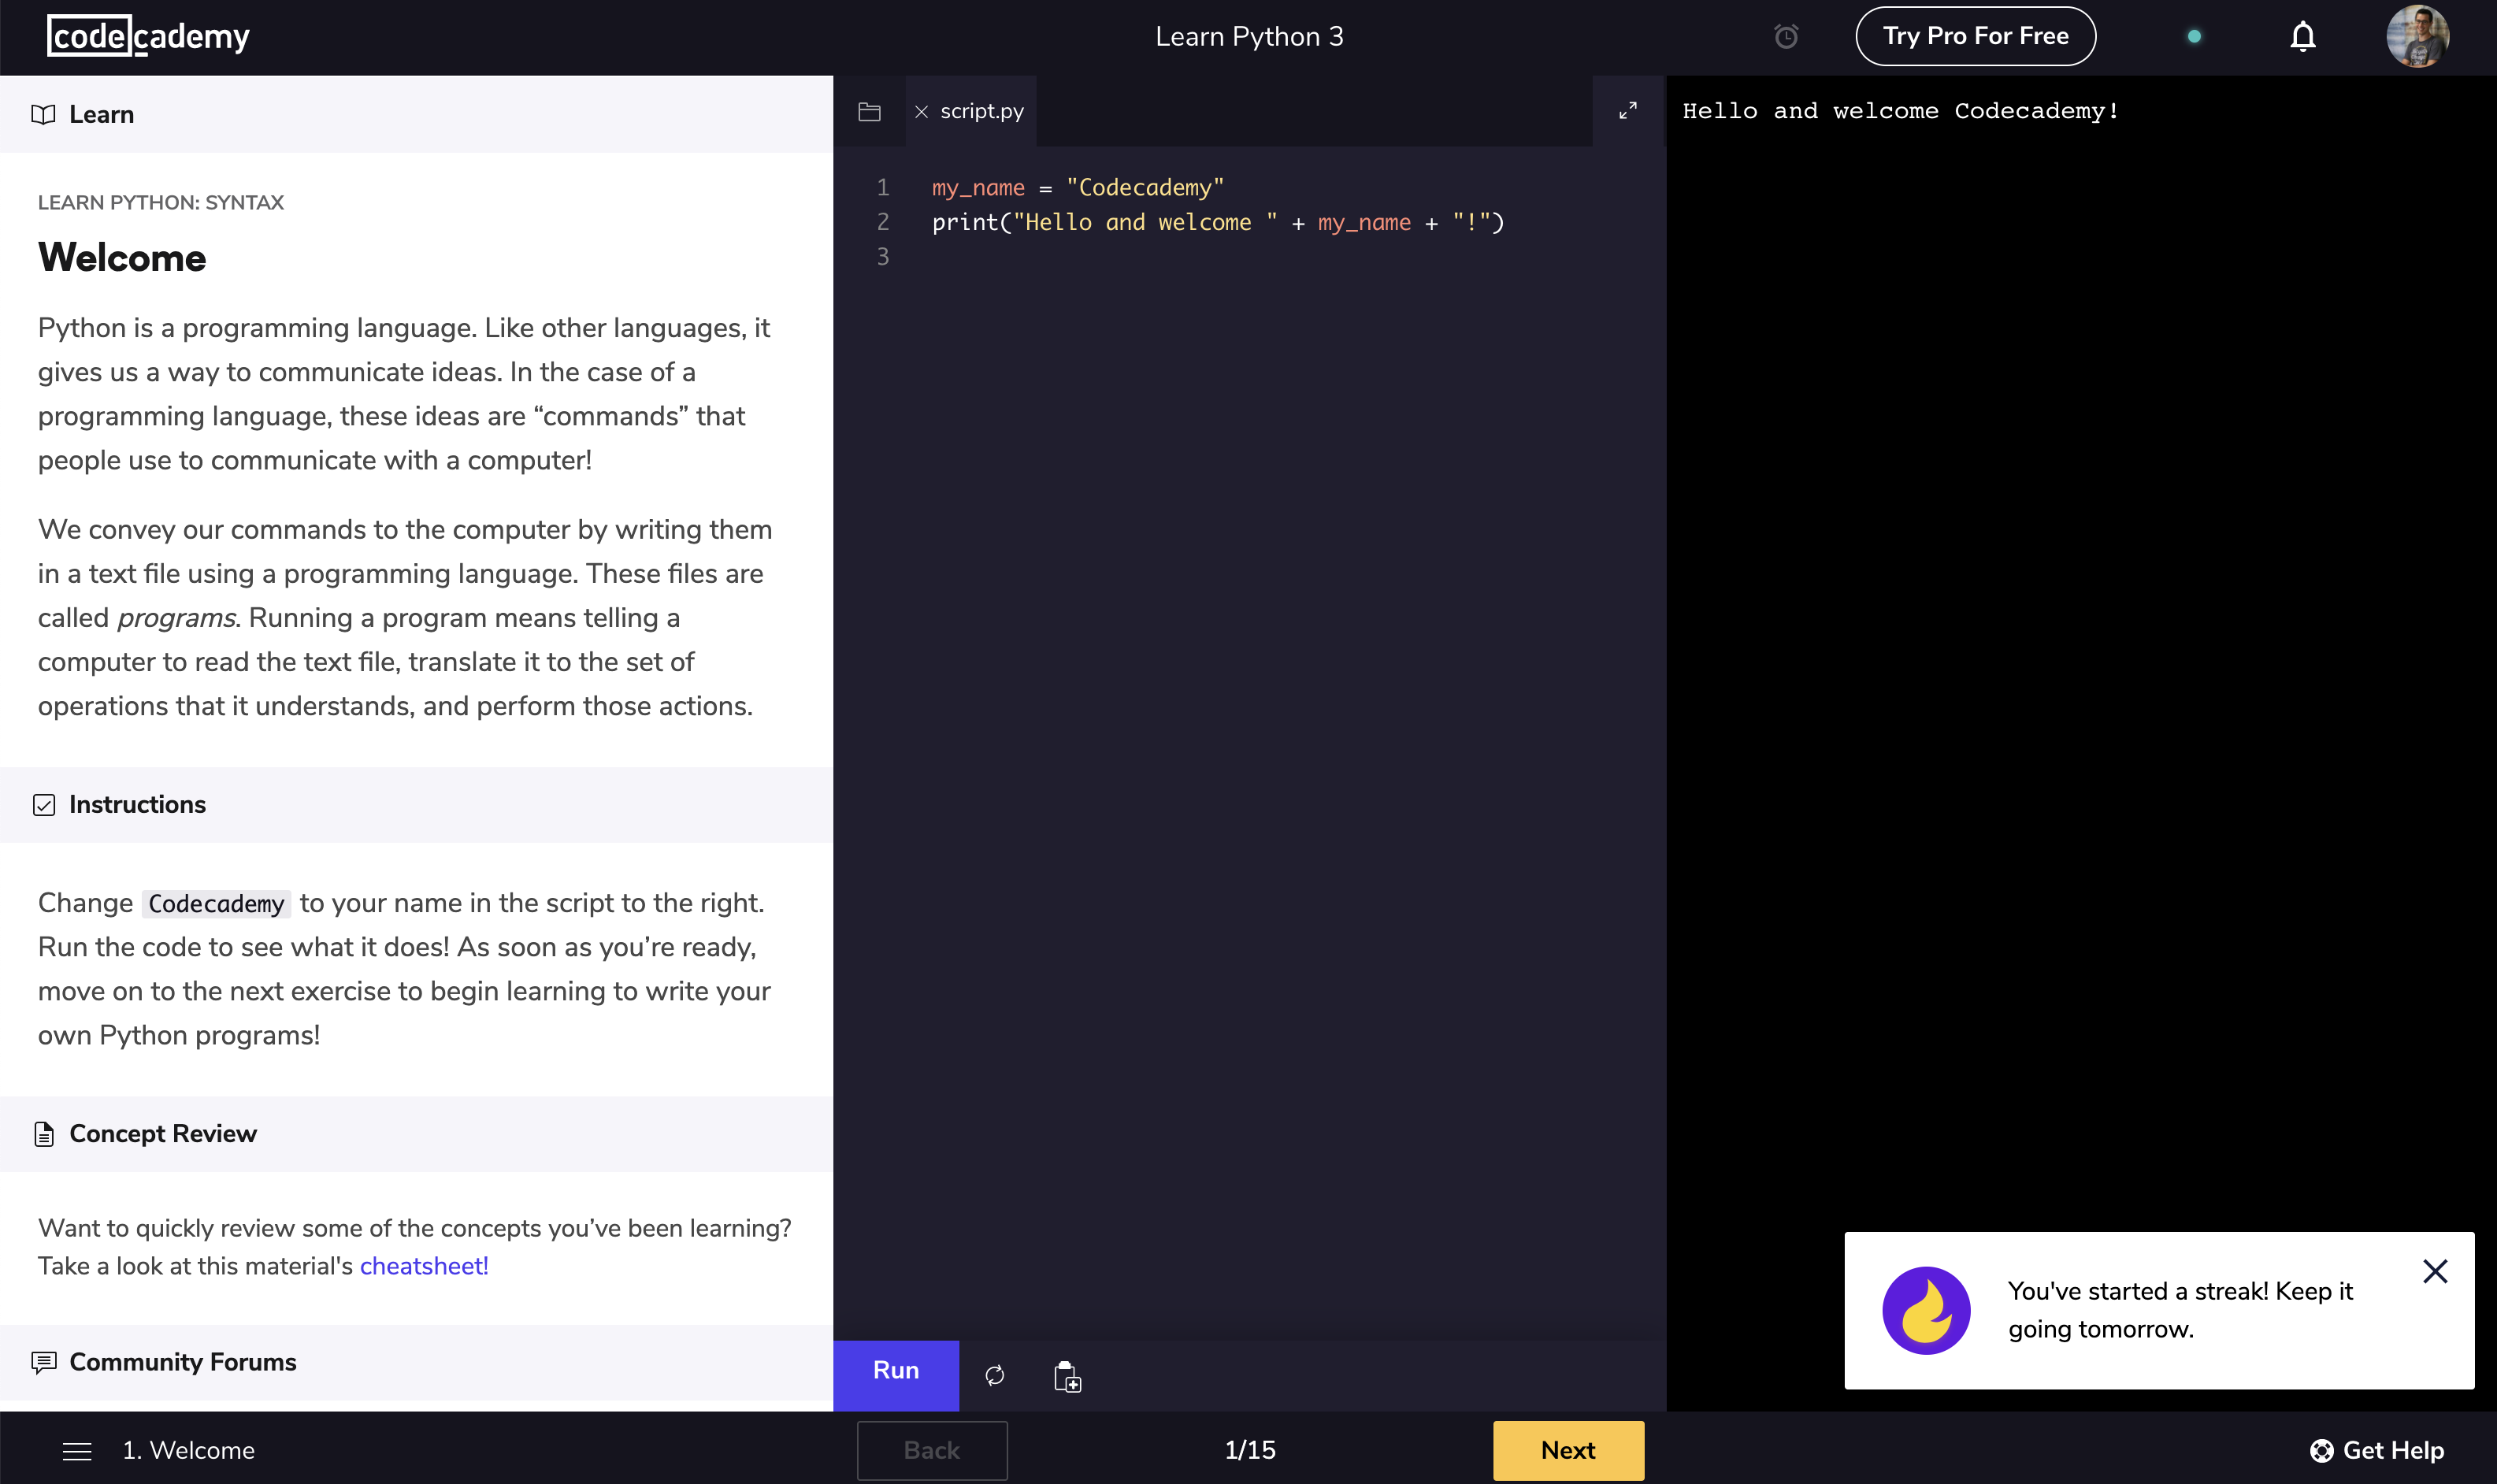 codecademy
Learn Python 3
Try Pro For Free
Learn
LEARN PYTHON: SYNTAX
Welcome
Python is a programming language. Like other languages, it
gives us a way to communicate ideas. In the case of a
programming language, these ideas are “commands” that
people use to communicate with a computer!
We convey our commands to the computer by writing them
in a text file using a programming language. These files are
called programs. Running a program means telling a
computer to read the text file, translate it to the set of
operations that it understands, and perform those actions.
Instructions
Change Codecademy to your name in the script to the right.
Run the code to see what it does! As soon as you’re ready,
move on to the next exercise to begin learning to write your
own Python programs!
Concept Review
Want to quickly review some of the concepts you’ve been learning?
Take a look at this material's cheatsheet!
Community Forums
script.py
1 my_name = "Codecademy"
2 print("Hello and welcome " + my_name + "!")
3
Run
Hello and welcome Codecademy!
You've started a streak! Keep it
going tomorrow.
1. Welcome
Back
1/15
Next
Get Help